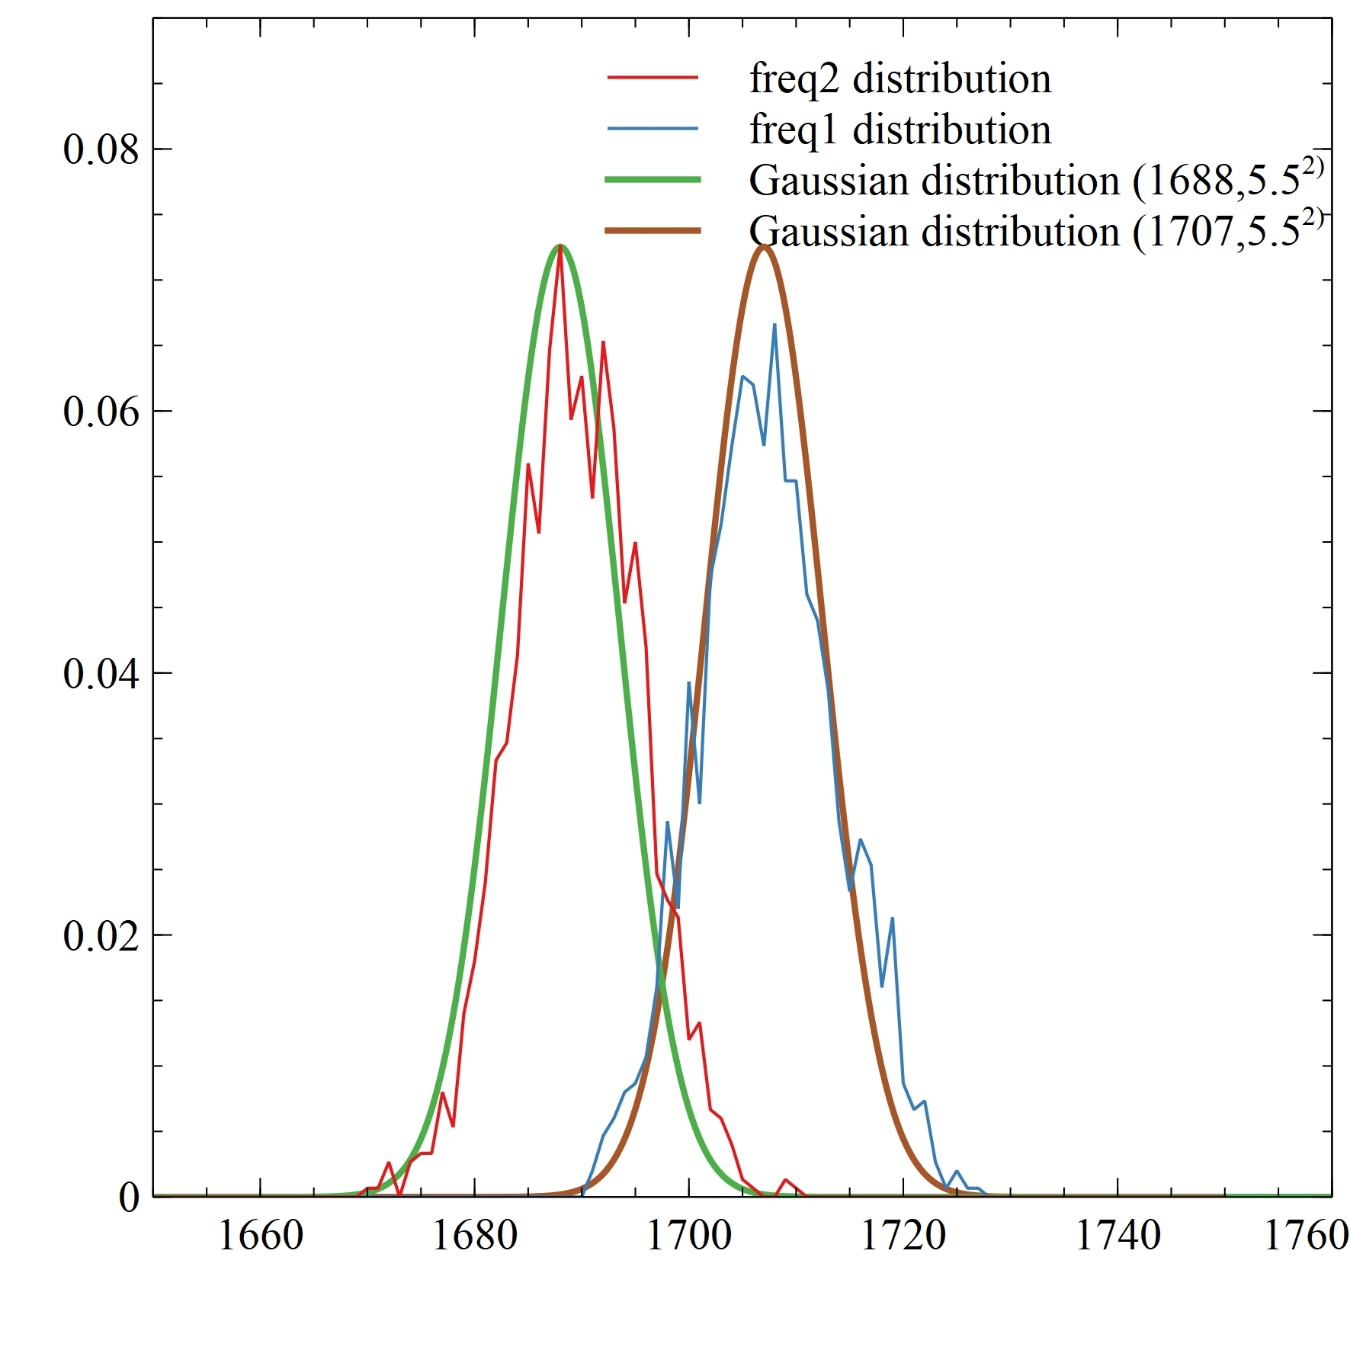 freq2 distribution
freq1 distribution
Gaussian distribution (1688,5.5²⁾
Gaussian distribution (1707,5.5²⁾
0.08
0.06
0.04
0.02
0
1660 1680 1700 1720 1740 1760